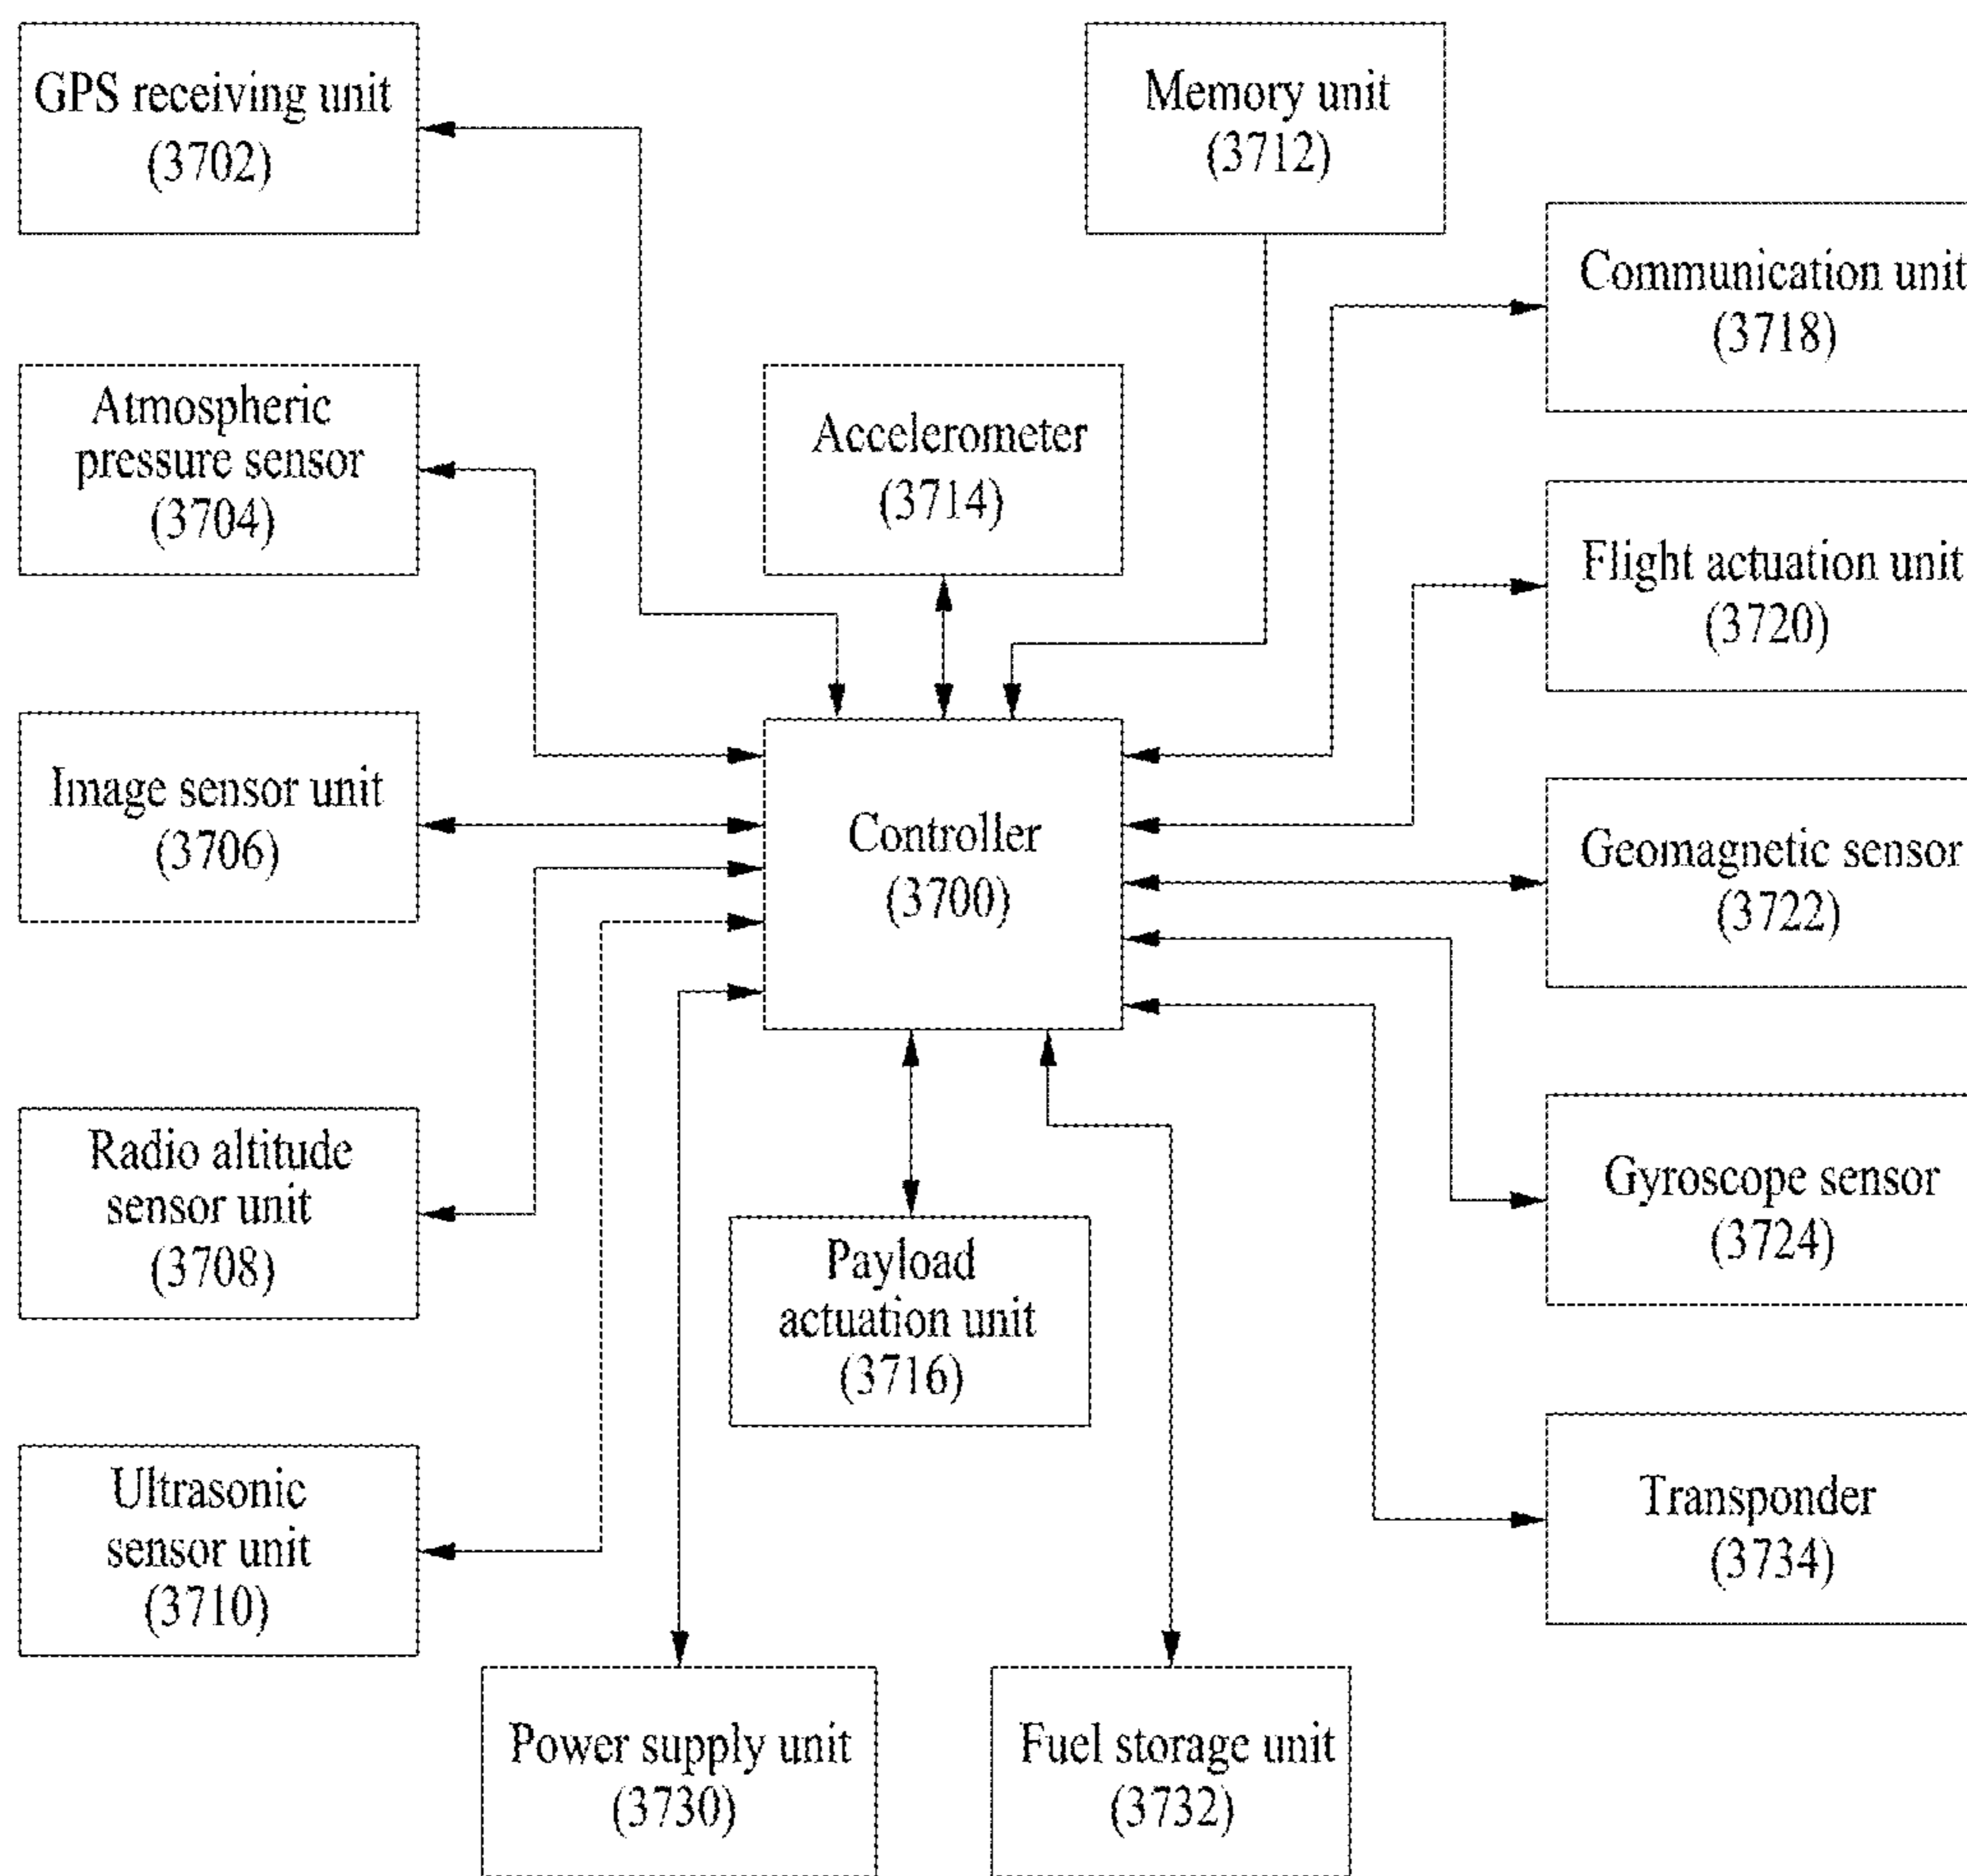 GPS receiving unit
(3702)
Memory unit
(3712)
Communication unit
(3718)
Atmospheric
pressure sensor
(3704)
Accelerometer
(3714)
Flight actuation unit
(3720)
Image sensor unit
(3706)
Controller
(3700)
Geomagnetic sensor
(3722)
Radio altitude
sensor unit
(3708)
Payload
actuation unit
(3716)
Gyroscope sensor
(3724)
Ultrasonic
sensor unit
(3710)
Transponder
(3734)
Power supply unit
(3730)
Fuel storage unit
(3732)